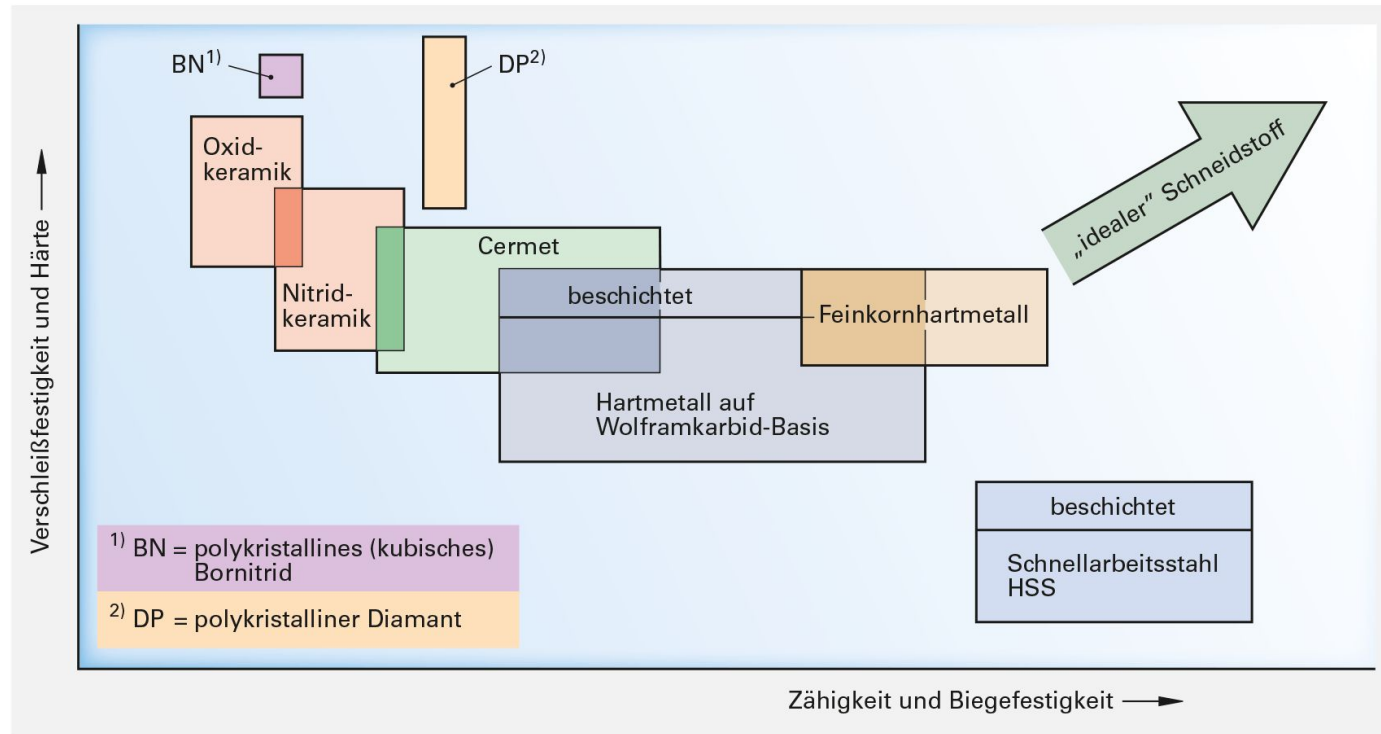 BN1)
DP2)
Oxid-
keramik
„idealer” Schneidstoff
Cermet
Nitrid-
keramik
beschichtet
Feinkornhartmetall
Hartmetall auf
Wolframkarbid-Basis
beschichtet
Schnellarbeitsstahl
HSS
1) BN = polykristallines (kubisches)
Bornitrid
2) DP = polykristalliner Diamant
Verschleißfestigkeit und Härte
Zähigkeit und Biegefestigkeit